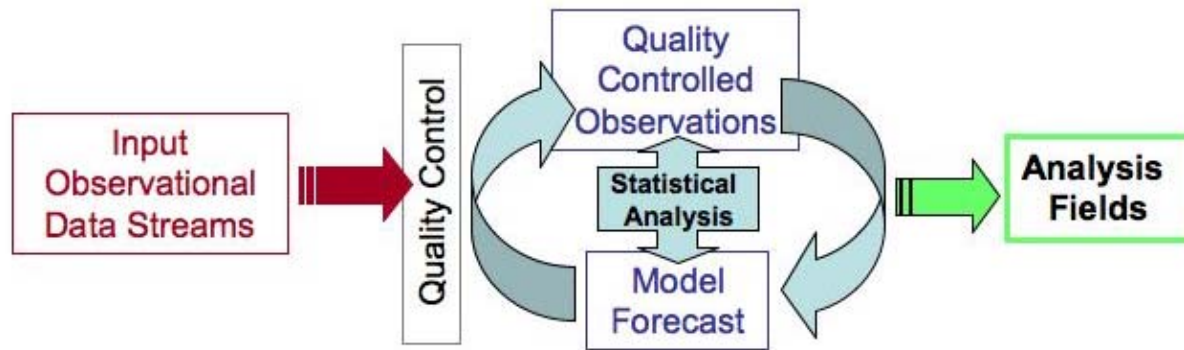 Input
Observational
Data Streams
Quality Control
Quality
Controlled
Observations
Statistical
Analysis
Model
Forecast
Analysis
Fields